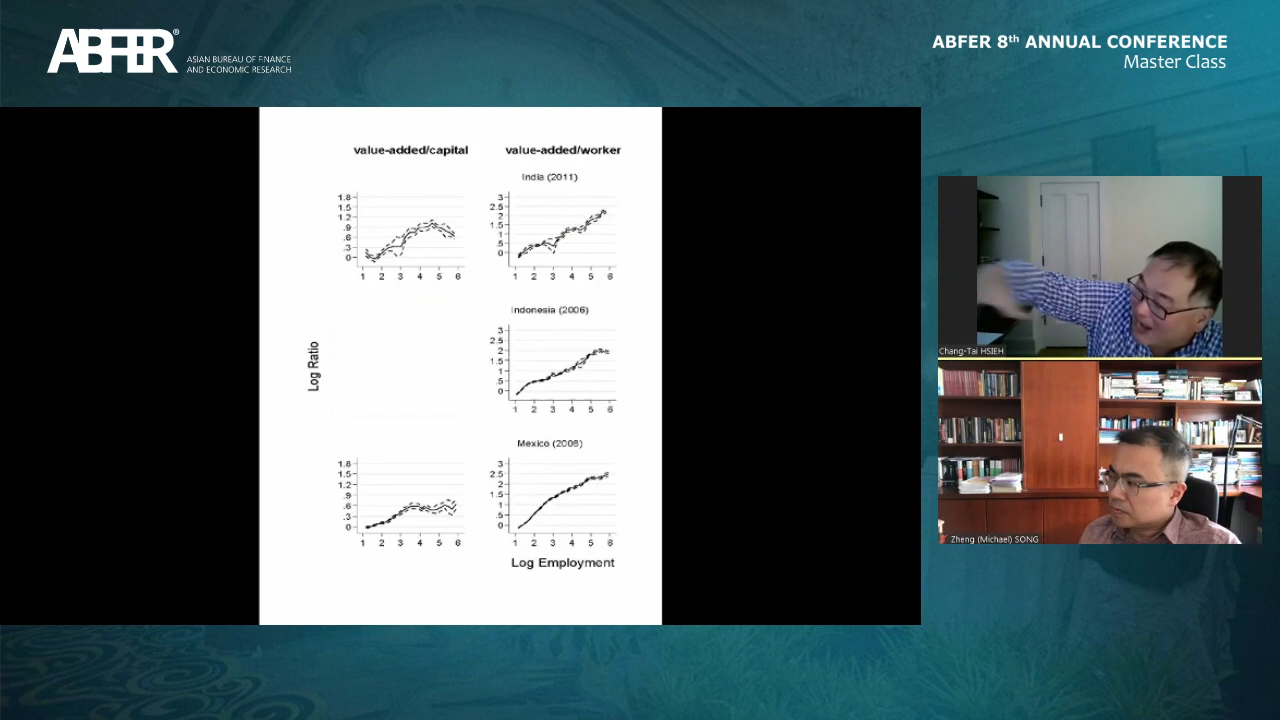 ABFER®
ASIAN BUREAU OF FINANCE
AND ECONOMIC RESEARCH
ABFER 8th ANNUAL CONFERENCE
Master Class
value-added/capital
value-added/worker
India (2011)
1.8
1.5
1.2
.9
.6
.3
0
1 2 3 4 5 6
3
2.5
2
1.5
1
.5
0
1 2 3 4 5 6
Indonesia (2006)
3
2.5
2
1.5
1
.5
0
1 2 3 4 5 6
Log Ratio
Mexico (2008)
1.8
1.5
1.2
.9
.6
.3
0
1 2 3 4 5 6
3
2.5
2
1.5
1
.5
0
1 2 3 4 5 6
Log Employment
Chang-Tai HSIEH
Zheng (Michael) SONG